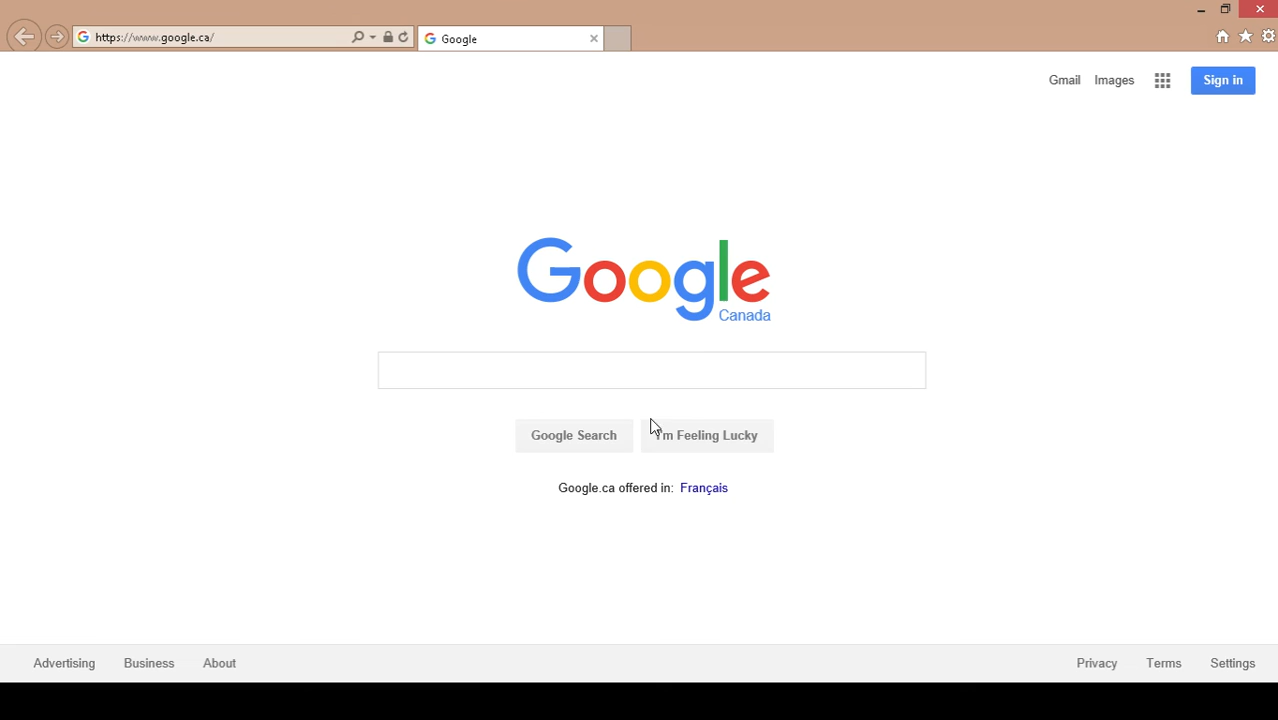 https://www.google.ca/
Google
Gmail Images Sign in
Google
Canada
Google Search I'm Feeling Lucky
Google.ca offered in: Français
Advertising Business About Privacy Terms Settings